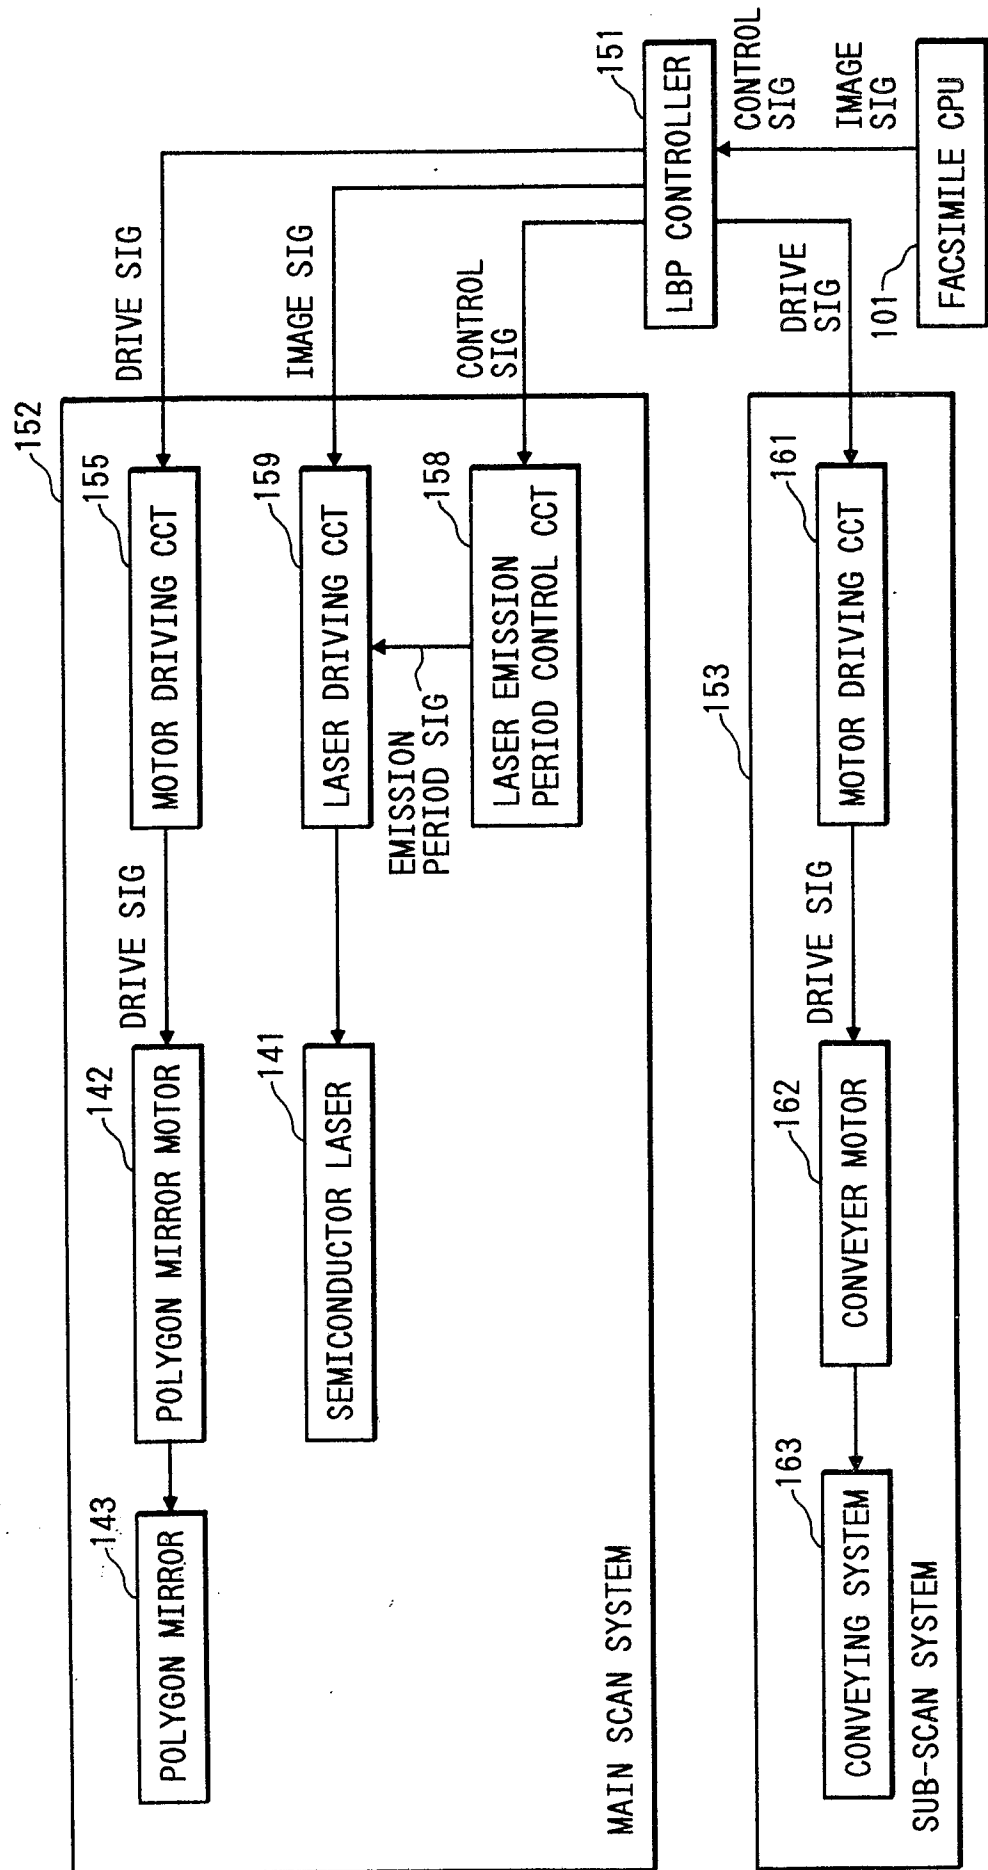 152
143
POLYGON MIRROR
142
POLYGON MIRROR MOTOR
DRIVE SIG
155
MOTOR DRIVING CCT
DRIVE SIG
141
SEMICONDUCTOR LASER
159
LASER DRIVING CCT
IMAGE SIG
EMISSION
PERIOD SIG
158
LASER EMISSION
PERIOD CONTROL CCT
CONTROL
SIG
MAIN SCAN SYSTEM
151
LBP CONTROLLER
CONTROL
SIG
IMAGE
SIG
153
163
CONVEYING SYSTEM
162
CONVEYER MOTOR
DRIVE SIG
161
MOTOR DRIVING CCT
DRIVE
SIG
SUB-SCAN SYSTEM
101
FACSIMILE CPU